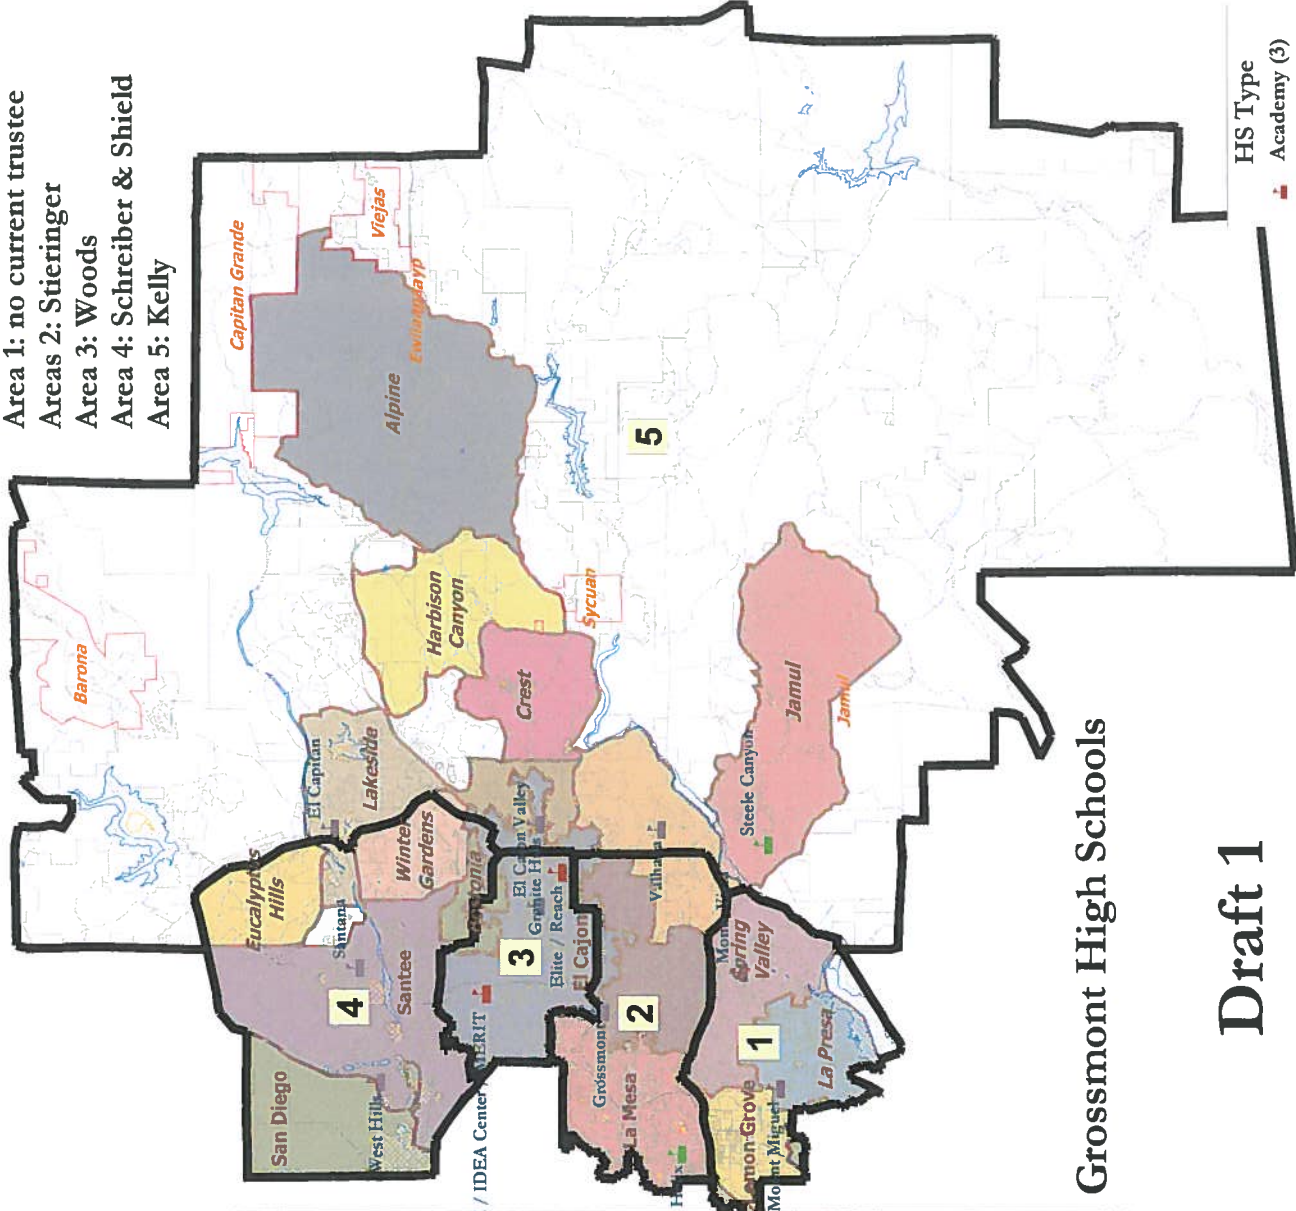 Area 1: no current trustee
Areas 2: Stieringer
Area 3: Woods
Area 4: Schreiber & Shield
Area 5: Kelly
Barona
Capitan Grande
Viejas
Ewiiaapaayp
Alpine
Harbison
Canyon
Sycuan
Crest
5
El Capitan
Lakeside
Eucalyptus
Hills
Winter
Gardens
Santana
Santee
4
San Diego
West Hills
El Cajon Valley
Granite Hills
Elite / Reach
El Cajon
3
MERIT
/ IDEA Center
Grossmont
2
La Mesa
Valhalla
Steele Canyon
Jamul
Jamul
Spring
Valley
1
La Presa
Lemon Grove
Mount Miguel
HS Type
Academy (3)
Grossmont High Schools
Draft 1